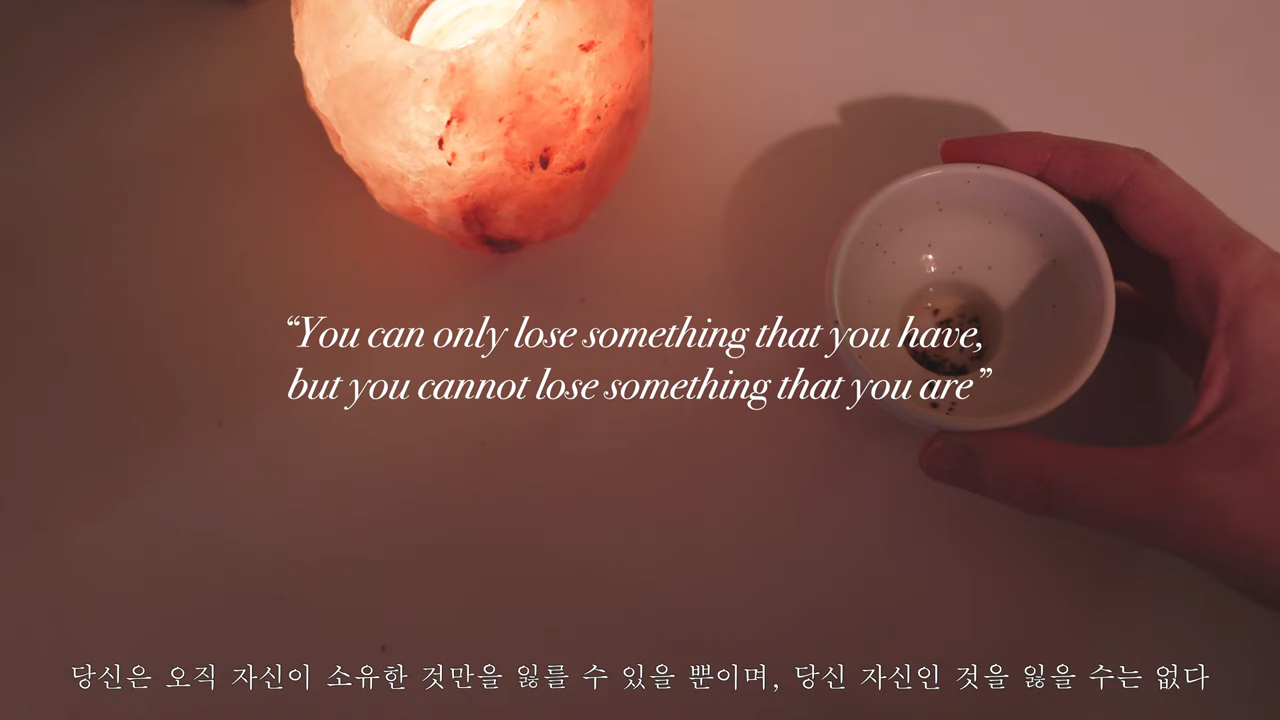 “You can only lose something that you have,
but you cannot lose something that you are”
당신은 오직 자신이 소유한 것만을 잃를 수 있을 뿐이며, 당신 자신인 것을 잃을 수는 없다